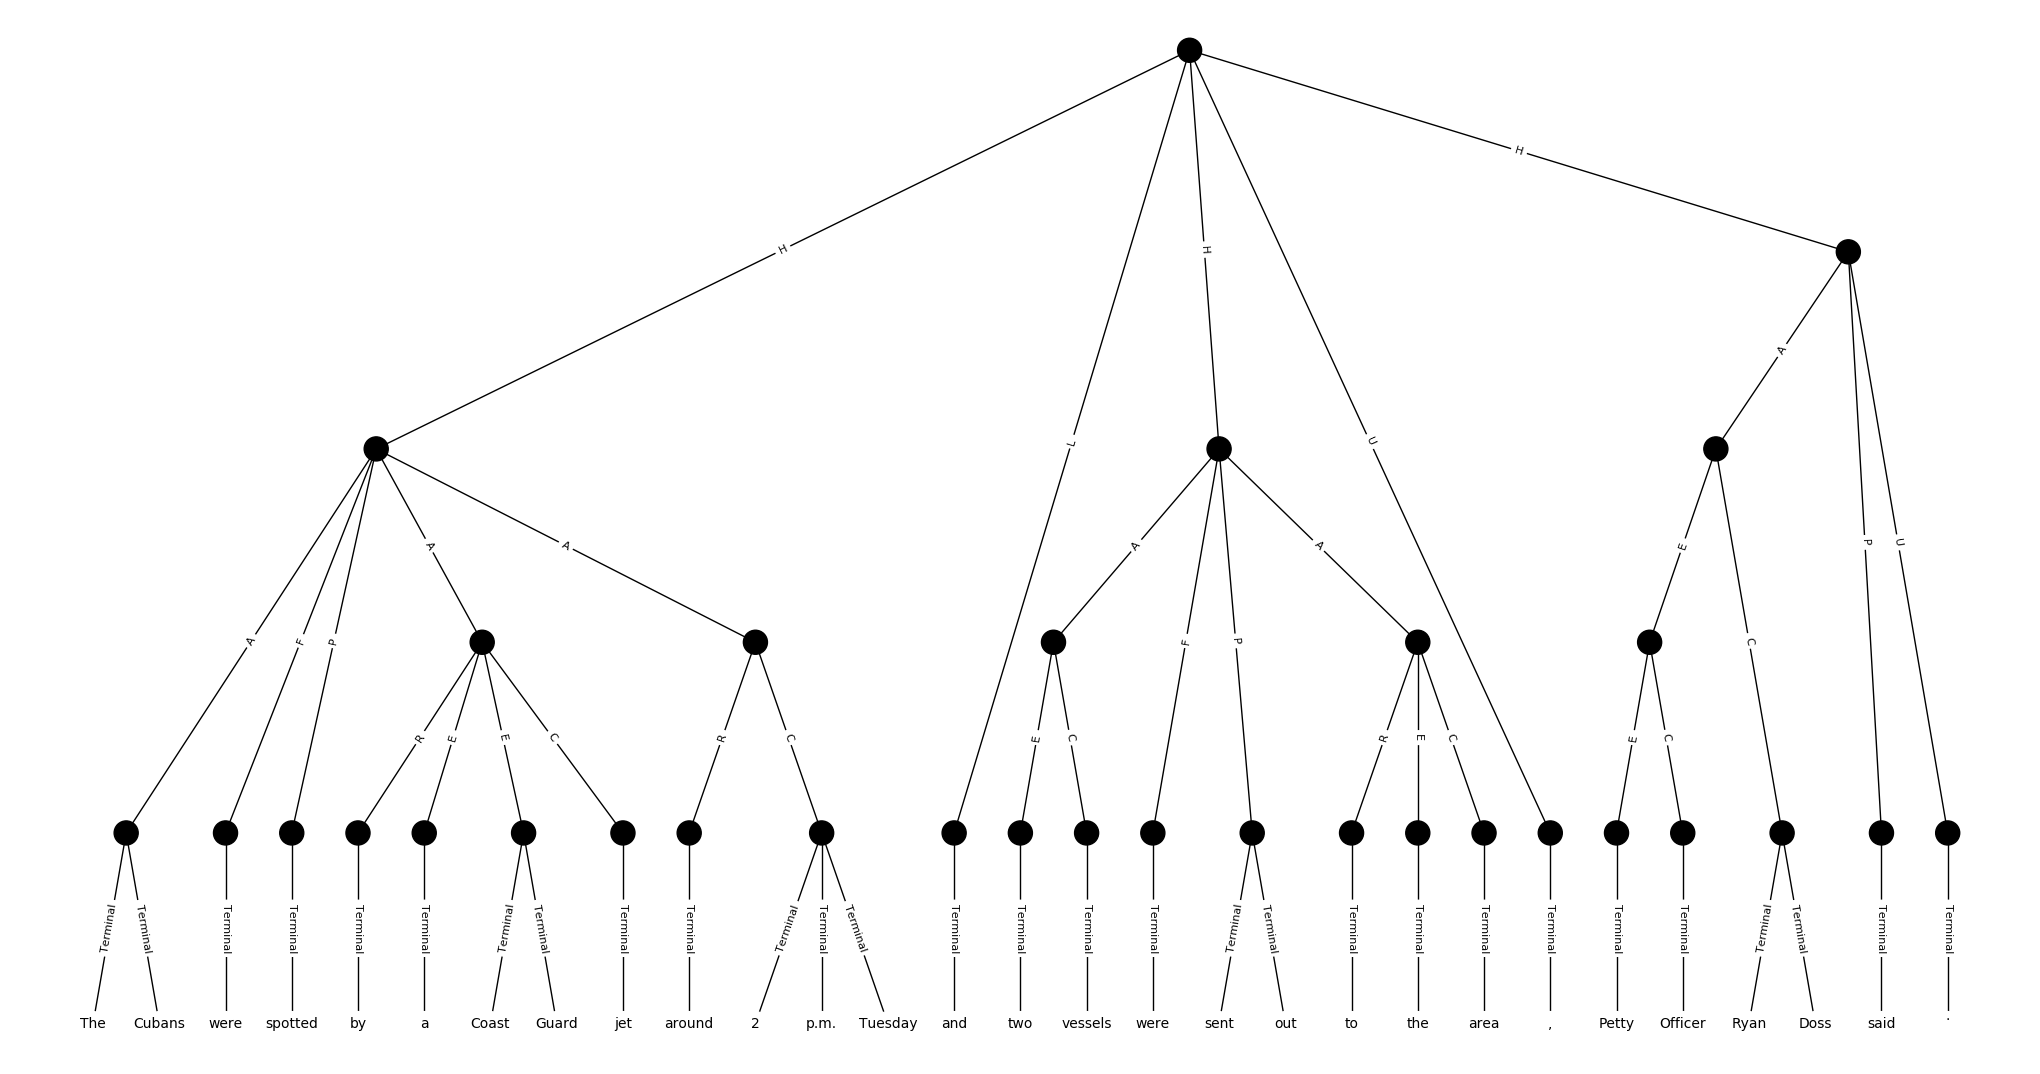 H
H
A
H
L
U
A
A
A
A
E
P
U
A
F
P
F
P
C
R
E
E
C
R
C
E
C
R
E
C
E
C
Terminal Terminal Terminal Terminal Terminal Terminal Terminal Terminal Terminal Terminal Terminal Terminal Terminal Terminal Terminal Terminal Terminal Terminal Terminal Terminal Terminal Terminal Terminal Terminal Terminal Terminal Terminal Terminal Terminal
The Cubans were spotted by a Coast Guard jet around 2 p.m. Tuesday and two vessels were sent out to the area , Petty Officer Ryan Doss said .